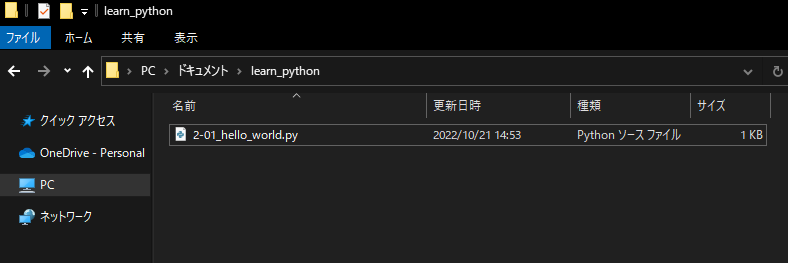 learn_python
ファイル ホーム 共有 表示
PC ドキュメント learn_python
名前 更新日時 種類 サイズ
クイック アクセス
2-01_hello_world.py 2022/10/21 14:53 Python ソース ファイル 1 KB
OneDrive - Personal
PC
ネットワーク